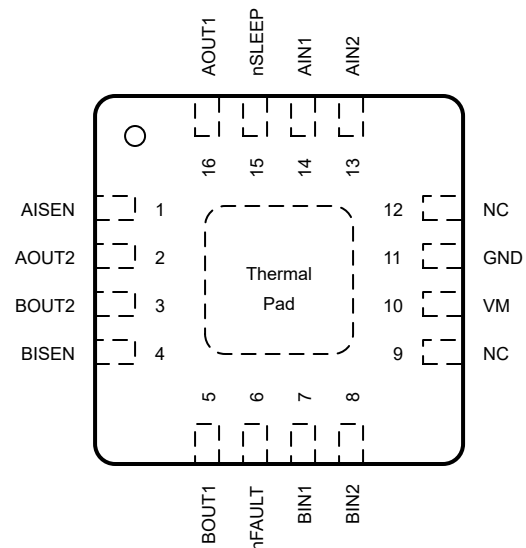 AOUT1
nSLEEP
AIN1
AIN2
16
15
14
13
AISEN 1
AOUT2 2
BOUT2 3
BISEN 4
Thermal
Pad
12 NC
11 GND
10 VM
9 NC
5
6
7
8
BOUT1
nFAULT
BIN1
BIN2